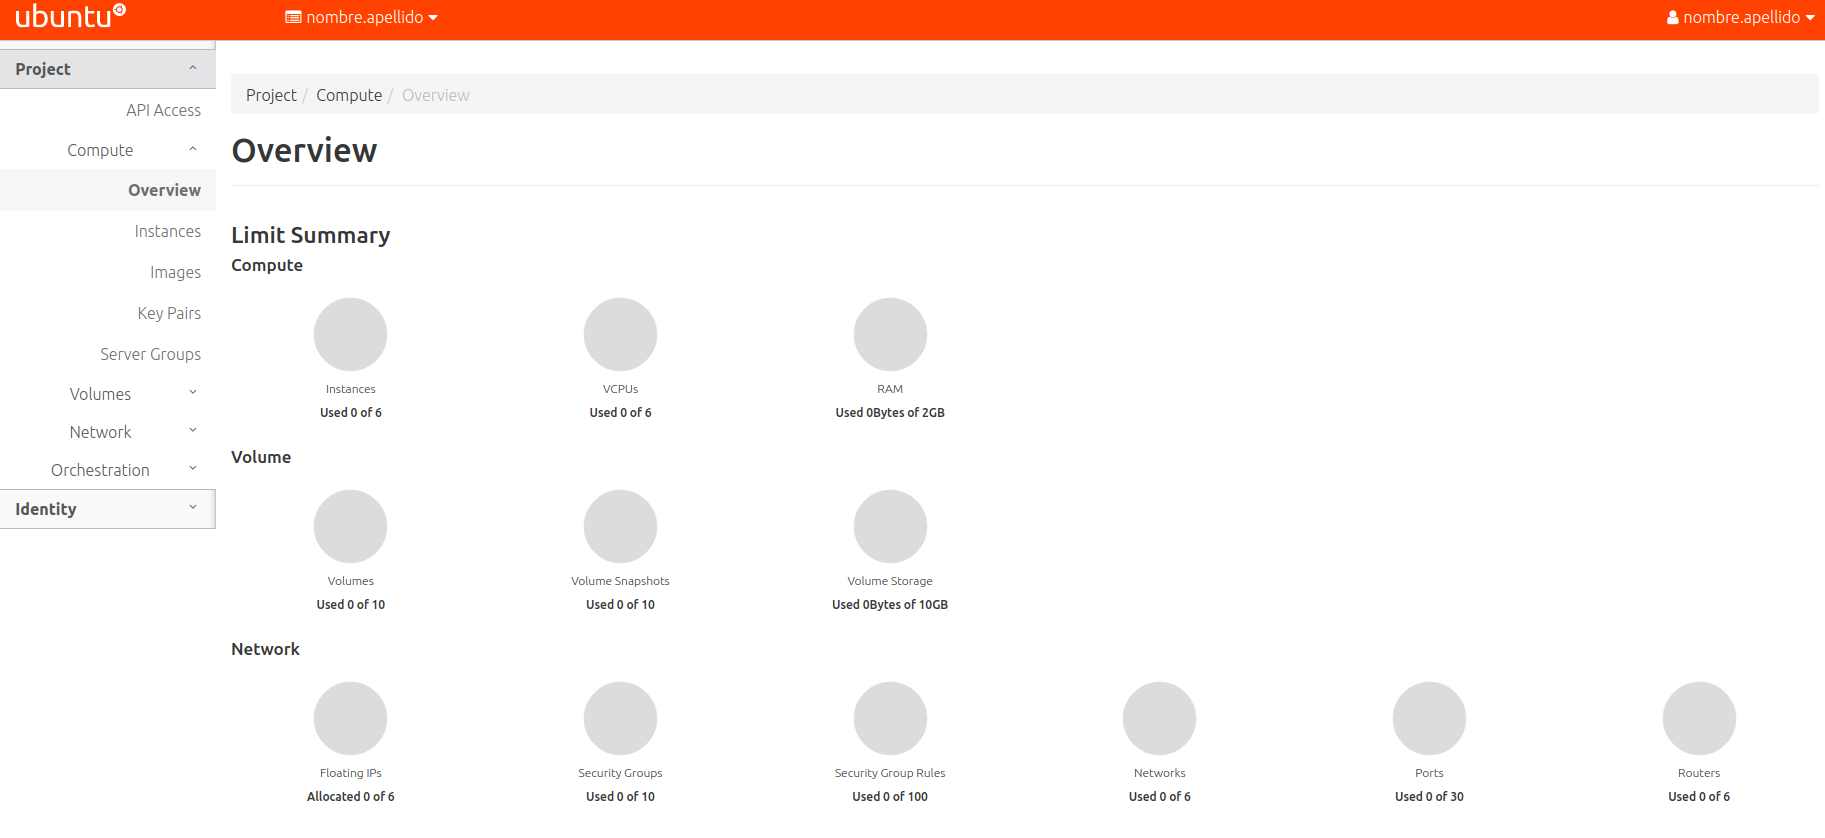 ubuntu
nombre.apellido
nombre.apellido
Project
API Access
Compute
Overview
Instances
Images
Key Pairs
Server Groups
Volumes
Network
Orchestration
Identity
Project / Compute / Overview
Overview
Limit Summary
Compute
Instances
Used 0 of 6
VCPUs
Used 0 of 6
RAM
Used 0Bytes of 2GB
Volume
Volumes
Used 0 of 10
Volume Snapshots
Used 0 of 10
Volume Storage
Used 0Bytes of 10GB
Network
Floating IPs
Allocated 0 of 6
Security Groups
Used 0 of 10
Security Group Rules
Used 0 of 100
Networks
Used 0 of 6
Ports
Used 0 of 30
Routers
Used 0 of 6